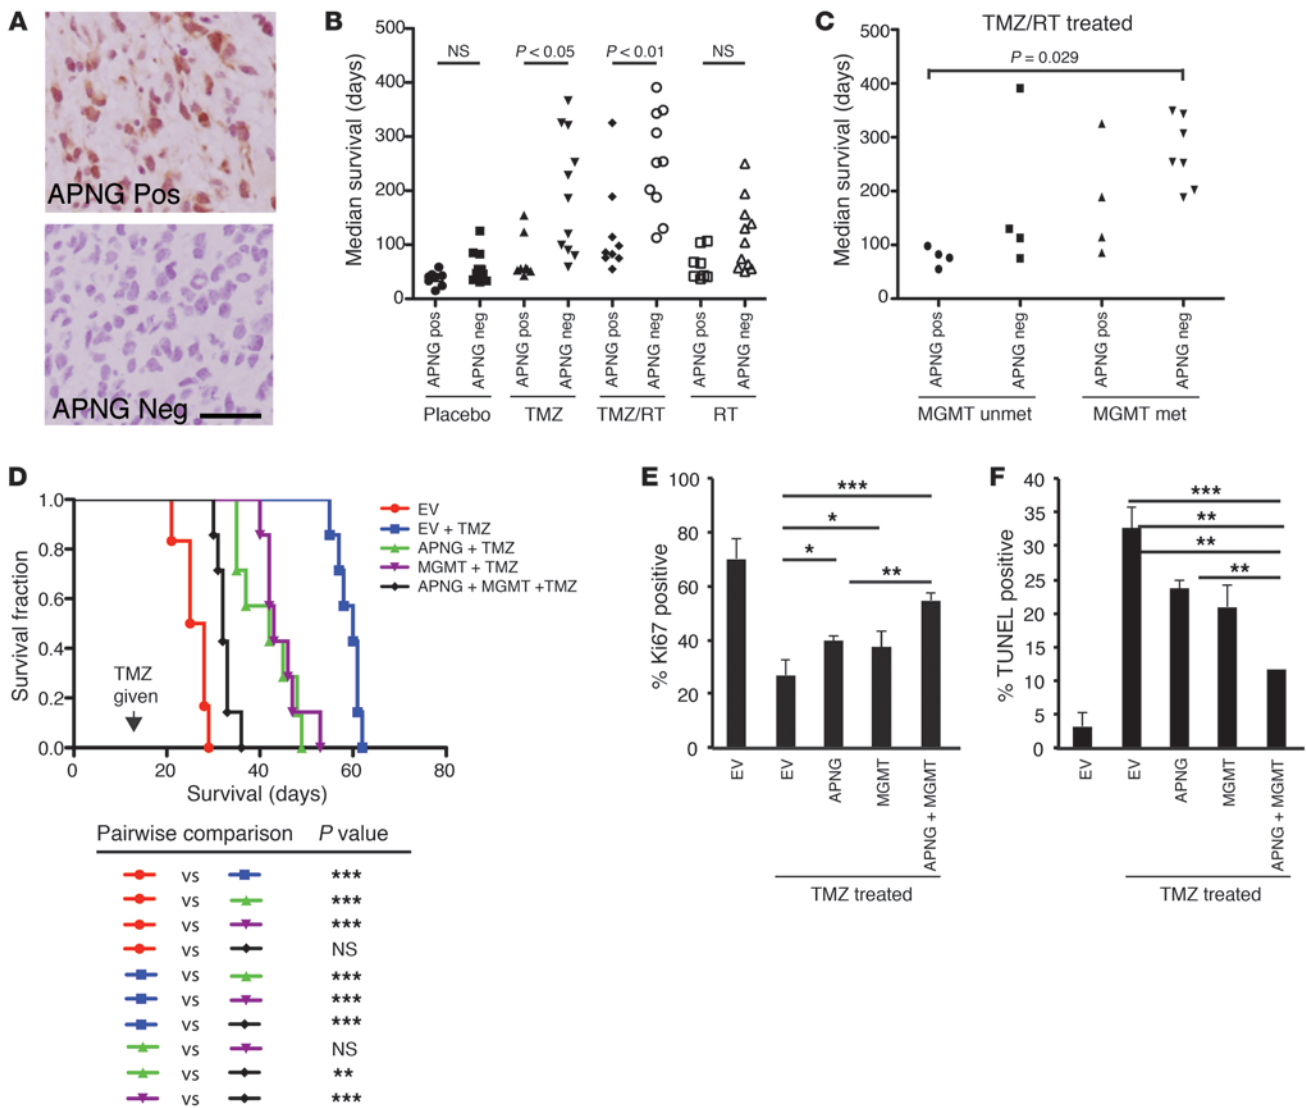 A
APNG Pos
APNG Neg
B
Median survival (days)
500
400
300
200
100
0
NS
P < 0.05
P < 0.01
NS
APNG pos
APNG neg
APNG pos
APNG neg
APNG pos
APNG neg
APNG pos
APNG neg
Placebo
TMZ
TMZ/RT
RT
C
TMZ/RT treated
Median survival (days)
500
400
300
200
100
0
P = 0.029
APNG pos
APNG neg
APNG pos
APNG neg
MGMT unmet
MGMT met
D
Survival fraction
1.0
0.8
0.6
0.4
0.2
0.0
TMZ
given
0
20
40
60
80
Survival (days)
EV
EV + TMZ
APNG + TMZ
MGMT + TMZ
APNG + MGMT +TMZ
Pairwise comparison P value
vs ***
vs ***
vs ***
vs NS
vs ***
vs ***
vs ***
vs NS
vs **
vs ***
E
% Ki67 positive
100
80
60
40
20
0
***
*
*
**
EV
EV
APNG
MGMT
APNG + MGMT
TMZ treated
F
% TUNEL positive
40
35
30
25
20
15
10
5
0
***
**
**
**
EV
EV
APNG
MGMT
APNG + MGMT
TMZ treated